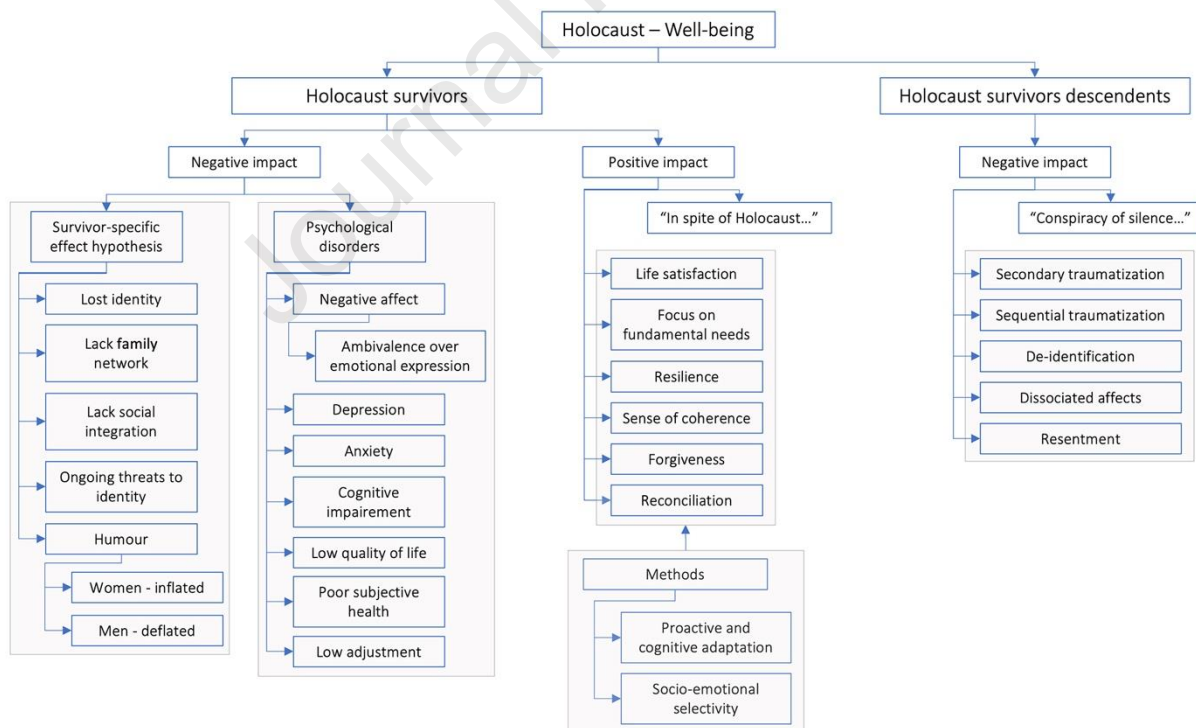 Holocaust – Well-being
Holocaust survivors
Holocaust survivors descendents
Negative impact
Positive impact
Negative impact
Survivor-specific
effect hypothesis
Lost identity
Lack family
network
Lack social
integration
Ongoing threats to
identity
Humour
Women - inflated
Men - deflated
Psychological
disorders
Negative affect
Ambivalence over
emotional expression
Depression
Anxiety
Cognitive
impairement
Low quality of life
Poor subjective
health
Low adjustment
“In spite of Holocaust…”
Life satisfaction
Focus on
fundamental needs
Resilience
Sense of coherence
Forgiveness
Reconciliation
Methods
Proactive and
cognitive adaptation
Socio-emotional
selectivity
“Conspiracy of silence…”
Secondary traumatization
Sequential traumatization
De-identification
Dissociated affects
Resentment
Journal